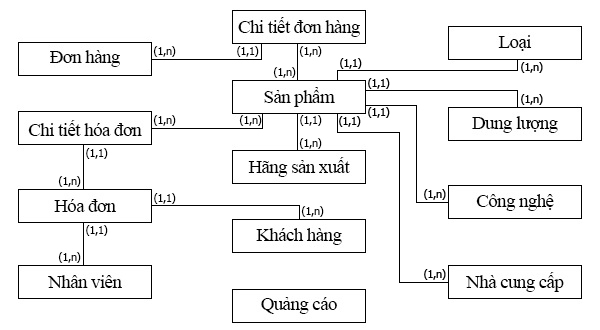 Chi tiết đơn hàng
(1,1)
(1,n)
Đơn hàng
(1,n)
Loại
(1,n)
(1,n)
(1,1)
Sản phẩm
(1,1)
(1,n)
Dung lượng
(1,1)
(1,n)
(1,1)
(1,1)
Chi tiết hóa đơn
(1,n)
(1,1)
(1,n)
Hãng sản xuất
(1,n)
Hóa đơn
(1,1)
(1,n)
Công nghệ
(1,1)
(1,n)
Khách hàng
(1,n)
Nhân viên
(1,n)
Nhà cung cấp
Quảng cáo